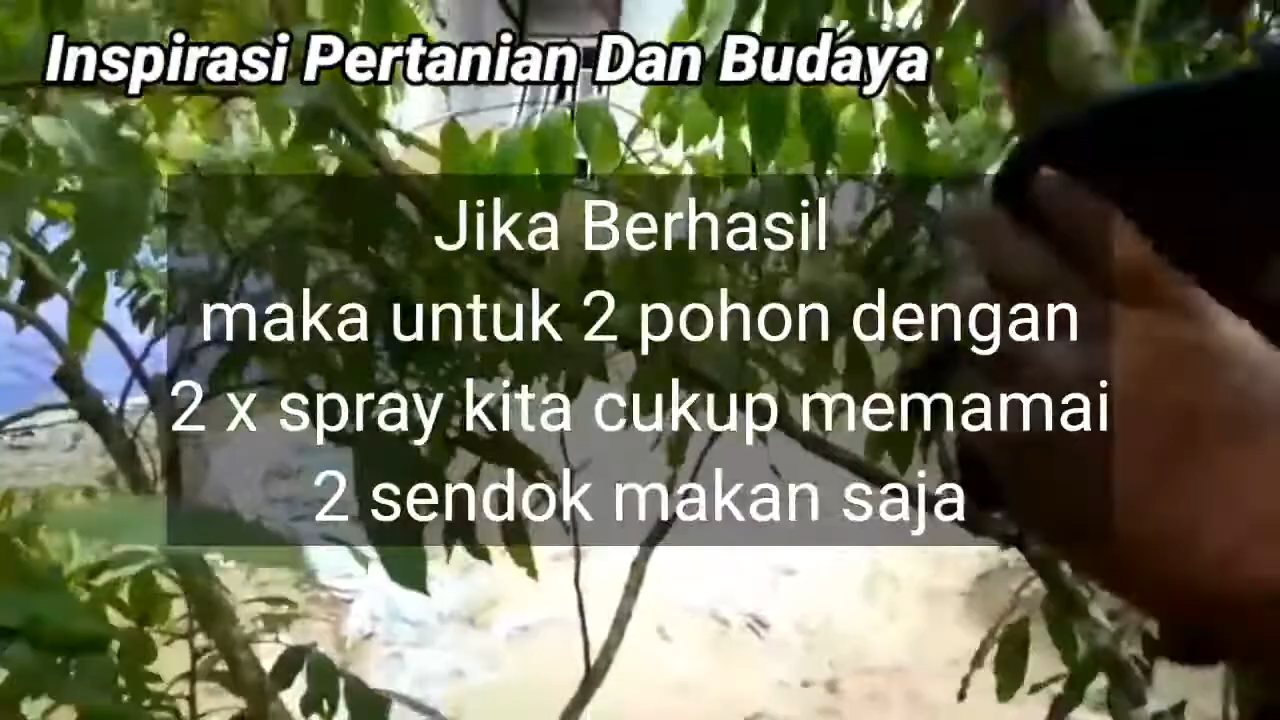 Inspirasi Pertanian Dan Budaya
Jika Berhasil
maka untuk 2 pohon dengan
2 x spray kita cukup memamai
2 sendok makan saja